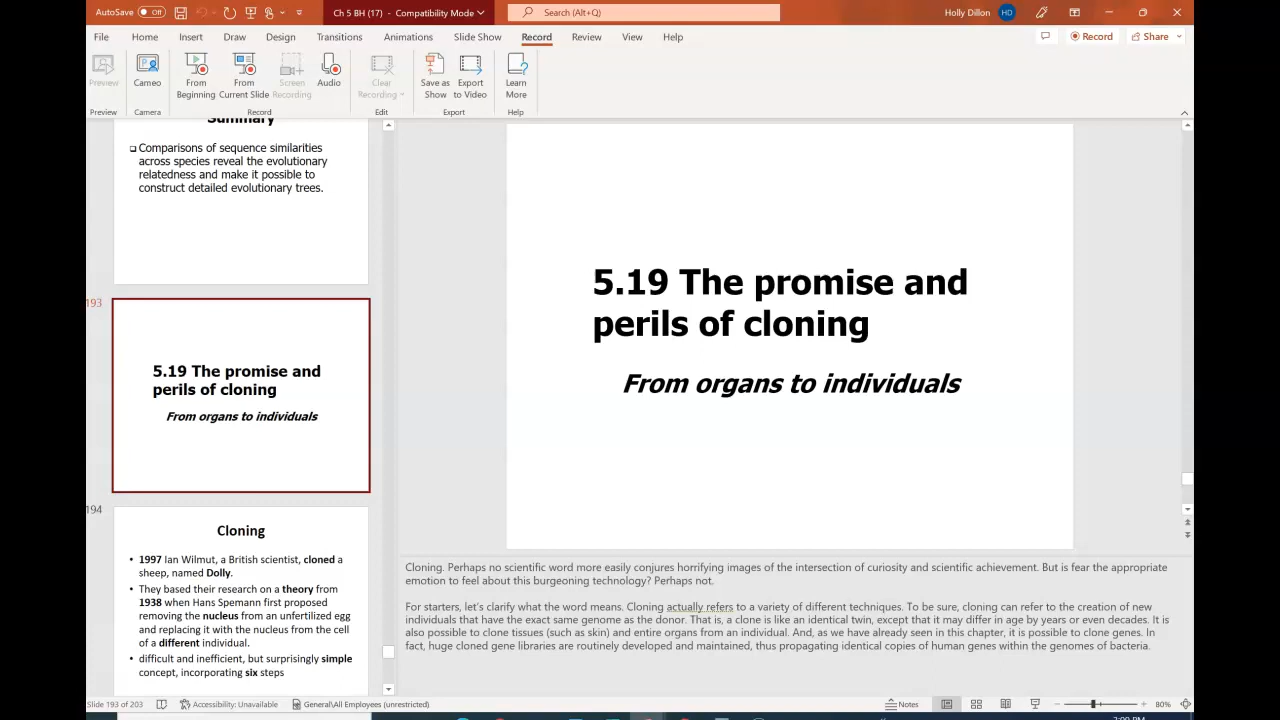 AutoSave Off
Ch 5 BH (17) - Compatibility Mode
Search (Alt+Q)
Holly Dillon HD
File Home Insert Draw Design Transitions Animations Slide Show Record Review View Help
Record Share
Preview Cameo From Beginning From Current Slide Screen Recording Audio Clear Recording Save as Show Export to Video Learn More
Preview Camera Record Edit Export Help
Summary
Comparisons of sequence similarities
across species reveal the evolutionary
relatedness and make it possible to
construct detailed evolutionary trees.
193
5.19 The promise and
perils of cloning
From organs to individuals
194
Cloning
• 1997 Ian Wilmut, a British scientist, cloned a
sheep, named Dolly.
• They based their research on a theory from
1938 when Hans Spemann first proposed
removing the nucleus from an unfertilized egg
and replacing it with the nucleus from the cell
of a different individual.
• difficult and inefficient, but surprisingly simple
concept, incorporating six steps
5.19 The promise and
perils of cloning
From organs to individuals
Cloning. Perhaps no scientific word more easily conjures horrifying images of the intersection of curiosity and scientific achievement. But is fear the appropriate
emotion to feel about this burgeoning technology? Perhaps not.
For starters, let's clarify what the word means. Cloning actually refers to a variety of different techniques. To be sure, cloning can refer to the creation of new
individuals that have the exact same genome as the donor. That is, a clone is like an identical twin, except that it may differ in age by years or even decades. It is
also possible to clone tissues (such as skin) and entire organs from an individual. And, as we have already seen in this chapter, it is possible to clone genes. In
fact, huge cloned gene libraries are routinely developed and maintained, thus propagating identical copies of human genes within the genomes of bacteria.
Slide 193 of 203 Accessibility: Unavailable General/All Employees (unrestricted) Notes 80%